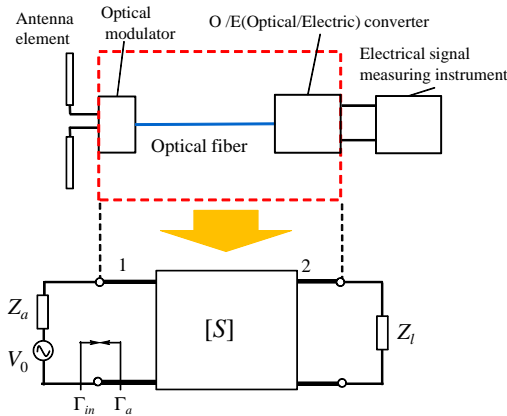 Antenna
element
Optical
modulator
O /E(Optical/Electric) converter
Electrical signal
measuring instrument
Optical fiber
1
2
Z_a
V_0
[S]
Z_l
Γ_in
Γ_a